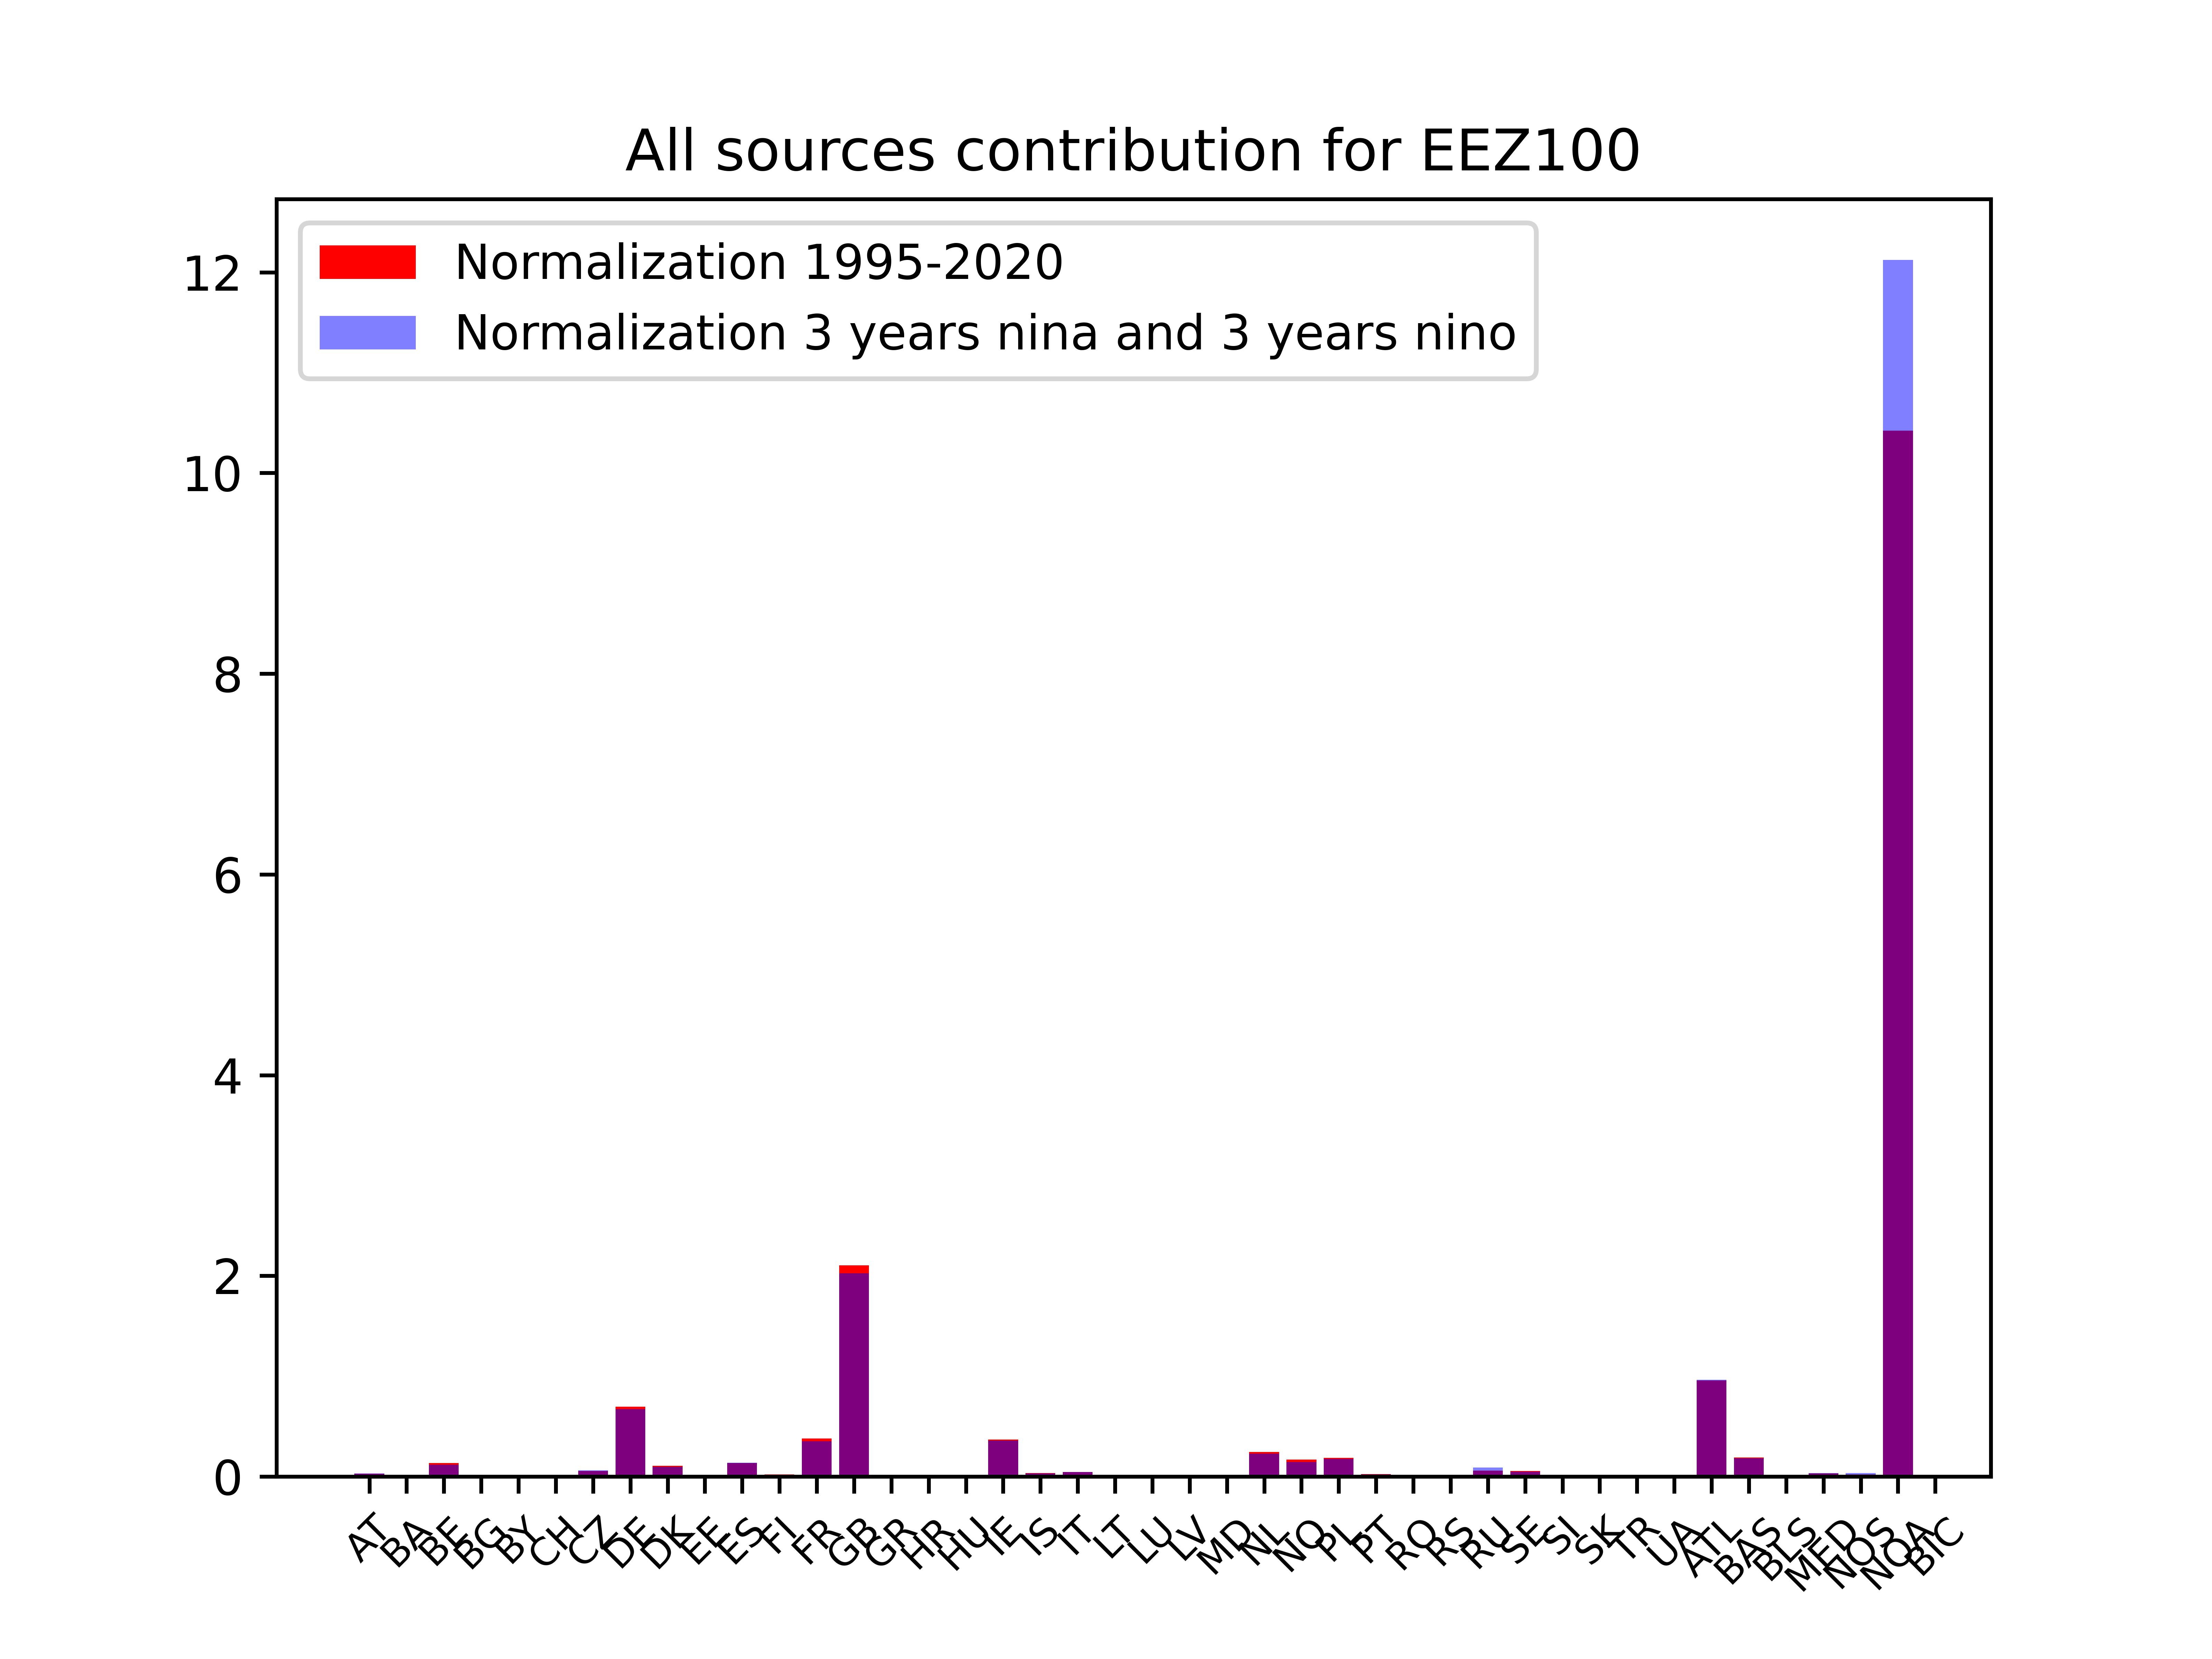 All sources contribution for EEZ100
Normalization 1995-2020
Normalization 3 years nina and 3 years nino
12
10
8
6
4
2
0
AT
BA
BE
BG
BY
CH
CZ
DE
DK
EE
ES
FI
FR
GB
GR
HR
HU
IE
IS
IT
LT
LU
LV
MD
NL
NO
PL
PT
RO
RS
RU
SE
SI
SK
TR
UA
ATL
BAS
BLS
MED
NOS
NOA
BIC